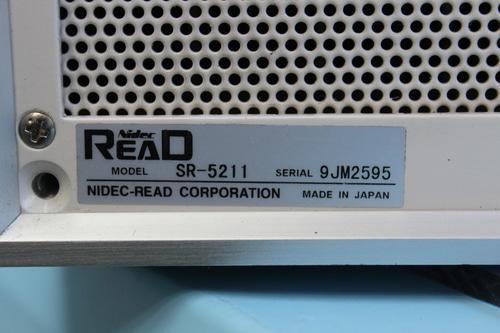 Nidec
READ
MODEL SR-5211 SERIAL 9JM2595
NIDEC-READ CORPORATION MADE IN JAPAN